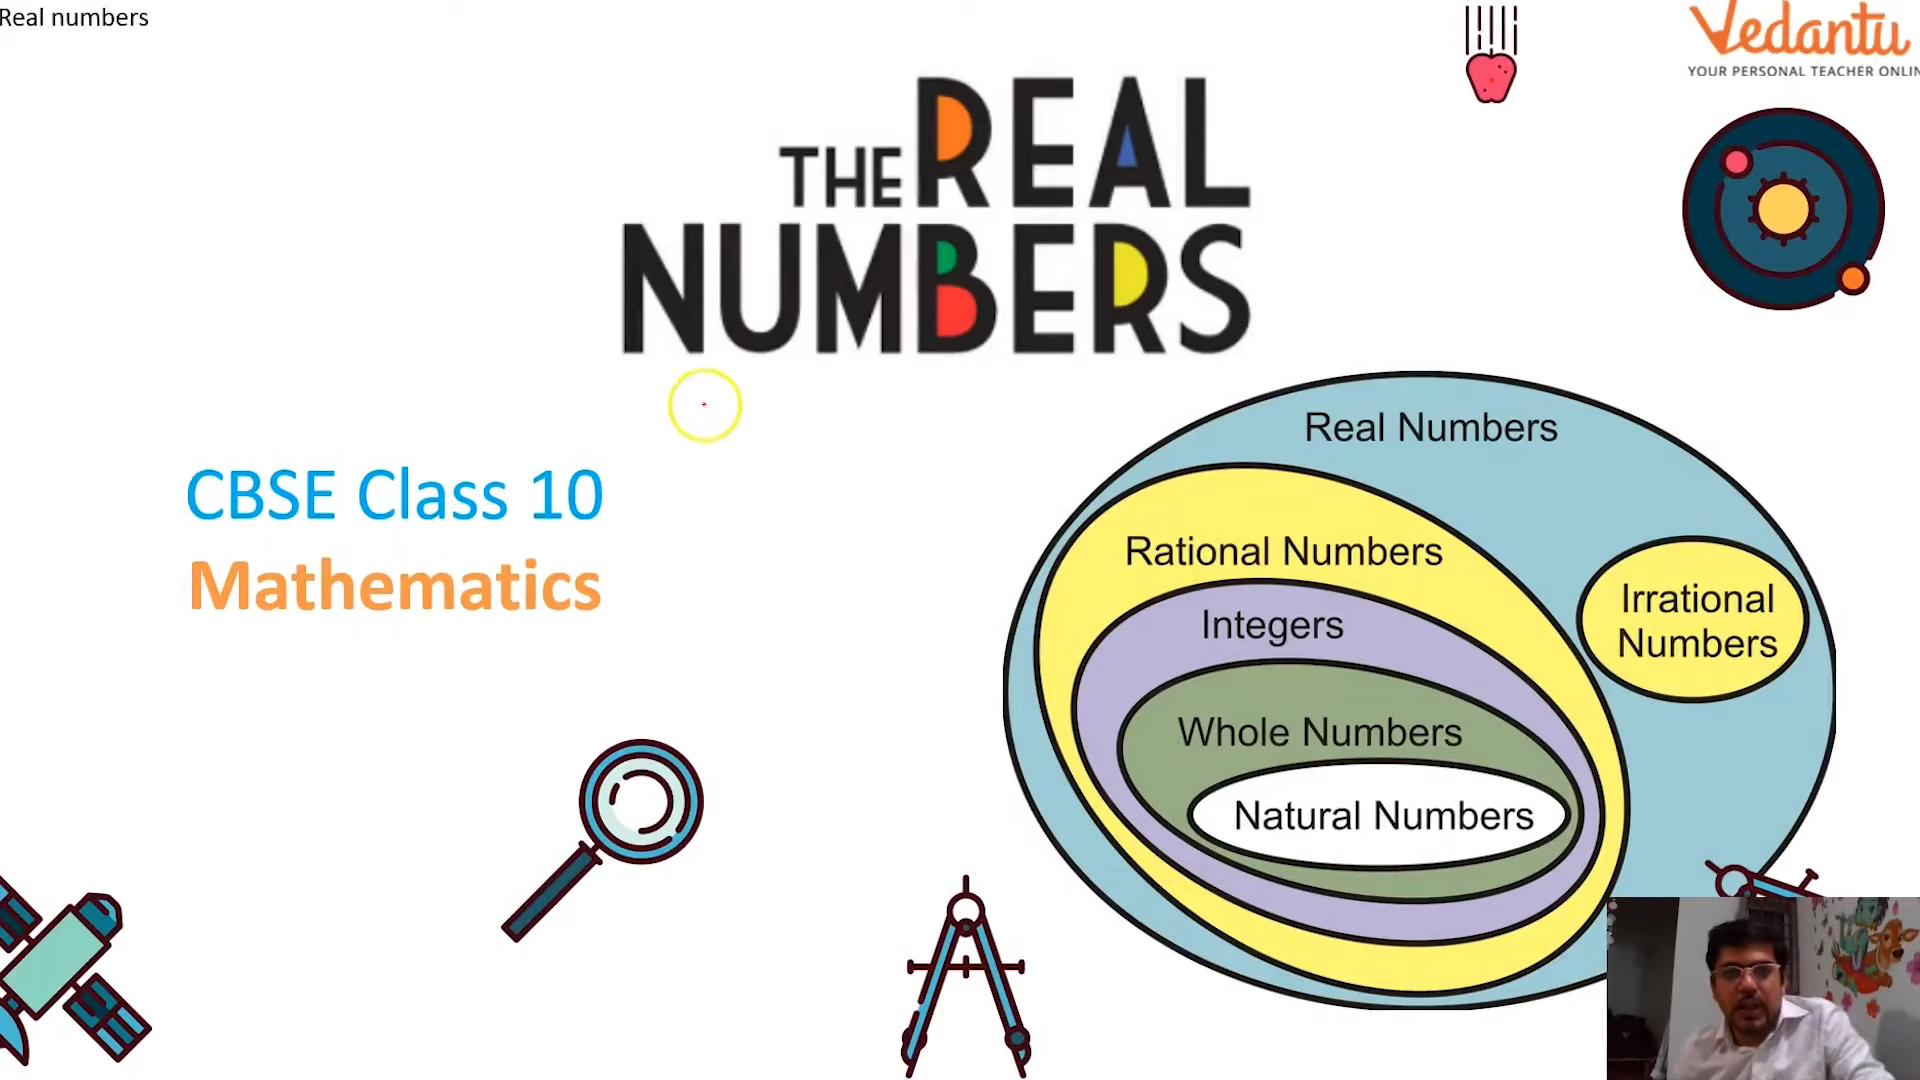 Real numbers
Vedantu
YOUR PERSONAL TEACHER ONLIN
THE REAL
NUMBERS
CBSE Class 10
Mathematics
Real Numbers
Rational Numbers
Irrational
Numbers
Integers
Whole Numbers
Natural Numbers